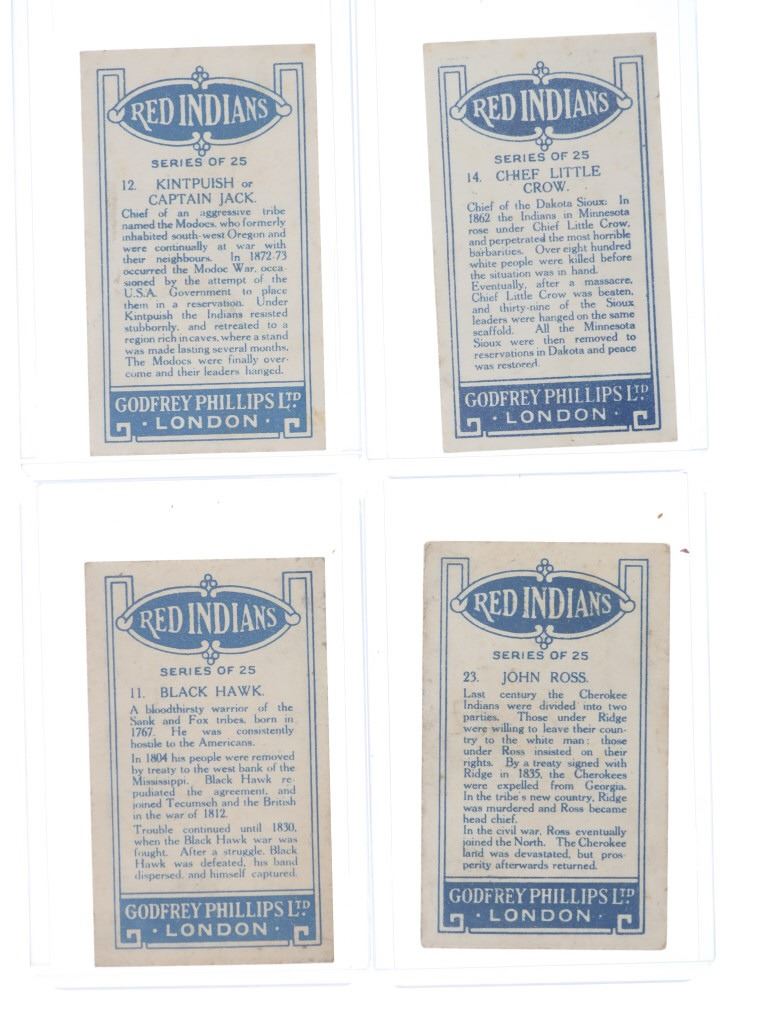 RED INDIANS
SERIES OF 25
12. KINTPUISH or
CAPTAIN JACK.
Chief of an aggressive tribe
named the Modocs, who formerly
inhabited south-west Oregon and
were continually at war with
their neighbours. In 1872-73
occurred the Modoc War, occa-
sioned by the attempt of the
U.S.A. Government to place
them in a reservation. Under
Kintpuish the Indians resisted
stubbornly, and retreated to a
region rich in caves, where a stand
was made lasting several months.
The Modocs were finally over-
come and their leaders hanged.
GODFREY PHILLIPS LTD
· LONDON ·
RED INDIANS
SERIES OF 25
14. CHIEF LITTLE
CROW.
Chief of the Dakota Sioux. In
1862 the Indians in Minnesota
rose under Chief Little Crow,
and perpetrated the most horrible
barbarities. Over eight hundred
white people were killed before
the situation was in hand.
Eventually, after a massacre,
Chief Little Crow was beaten,
and thirty-nine of the Sioux
leaders were hanged on the same
scaffold. All the Minnesota
Sioux were then removed to
reservations in Dakota and peace
was restored.
GODFREY PHILLIPS LTD
· LONDON ·
RED INDIANS
SERIES OF 25
11. BLACK HAWK.
A bloodthirsty warrior of the
Sank and Fox tribes, born in
1767. He was consistently
hostile to the Americans.
In 1804 his people were removed
by treaty to the west bank of the
Mississippi. Black Hawk re-
pudiated the agreement, and
joined Tecumseh and the British
in the war of 1812.
Trouble continued until 1830,
when the Black Hawk war was
fought. After a struggle, Black
Hawk was defeated, his band
dispersed, and himself captured.
GODFREY PHILLIPS LTD
· LONDON ·
RED INDIANS
SERIES OF 25
23. JOHN ROSS.
Last century the Cherokee
Indians were divided into two
parties. Those under Ridge
were willing to leave their coun-
try to the white man; those
under Ross insisted on their
rights. By a treaty signed with
Ridge in 1835, the Cherokees
were expelled from Georgia.
In the tribe's new country, Ridge
was murdered and Ross became
head chief.
In the civil war, Ross eventually
joined the North. The Cherokee
land was devastated, but pros-
perity afterwards returned.
GODFREY PHILLIPS LTD
· LONDON ·